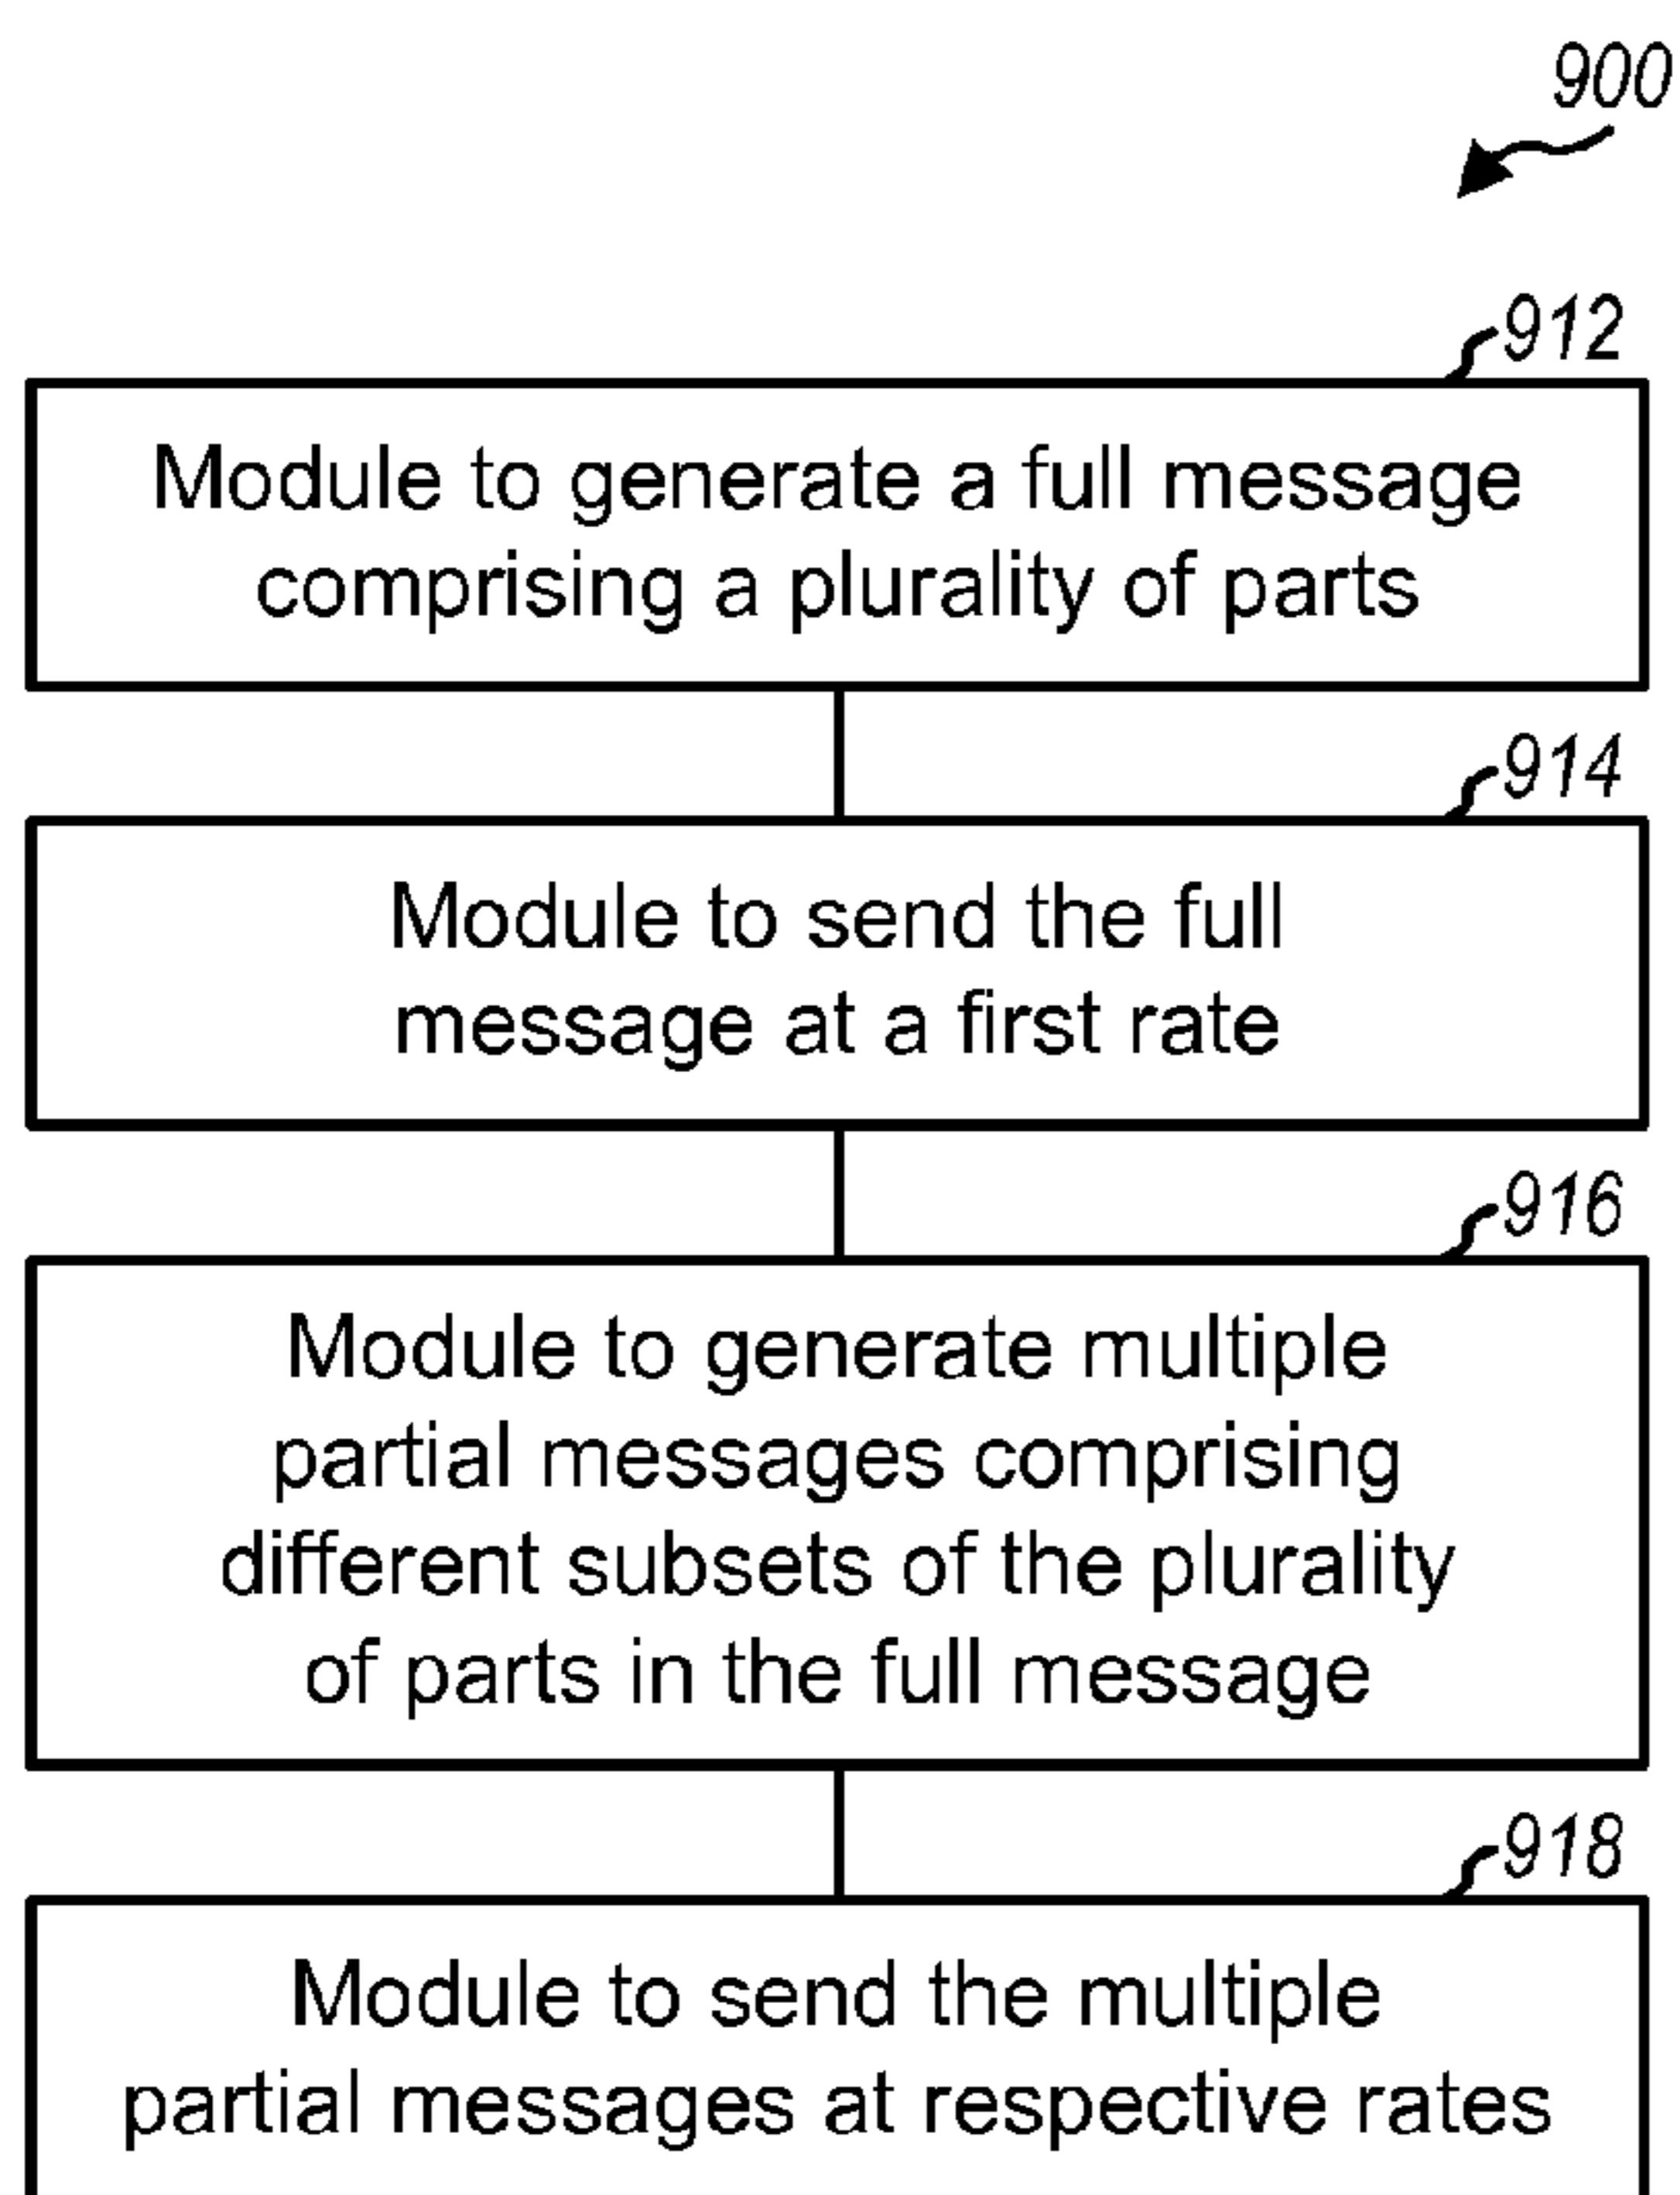 900
912
Module to generate a full message
comprising a plurality of parts
914
Module to send the full
message at a first rate
916
Module to generate multiple
partial messages comprising
different subsets of the plurality
of parts in the full message
918
Module to send the multiple
partial messages at respective rates